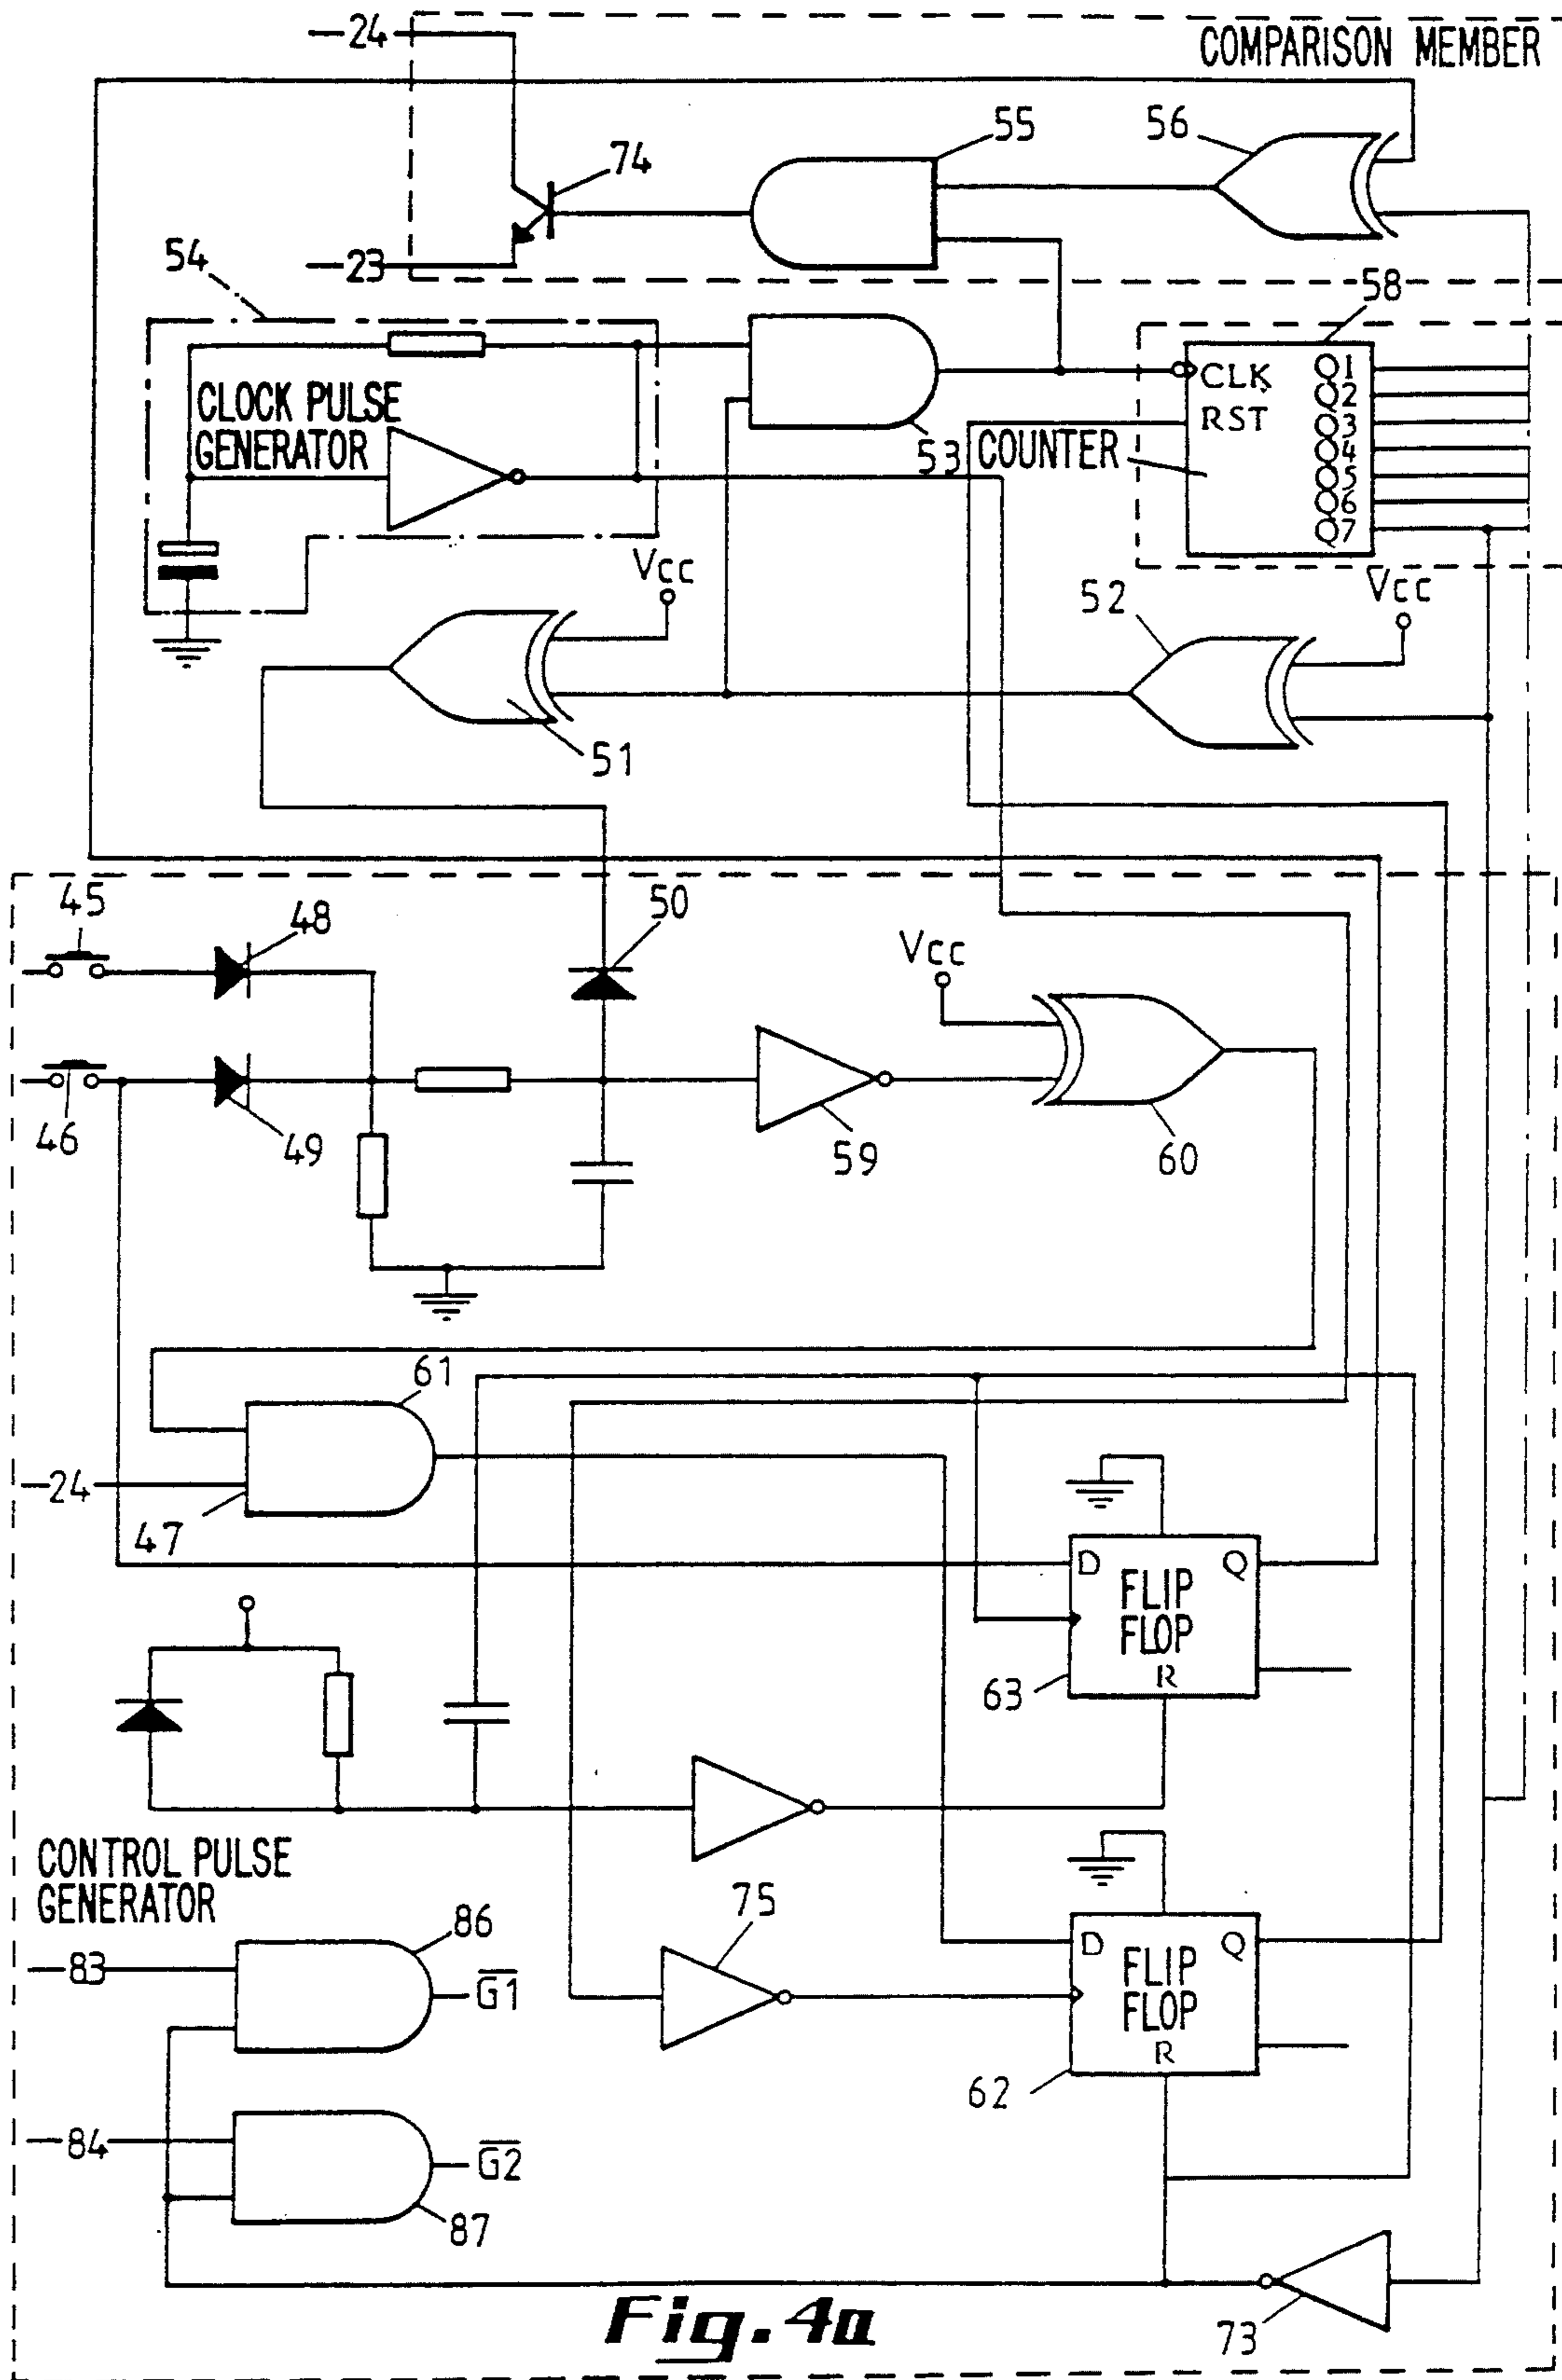 24
COMPARISON MEMBER
55
56
74
54
23
58
CLK
RST
Q1
Q2
Q3
Q4
Q5
Q6
Q7
CLOCK PULSE
GENERATOR
53
COUNTER
Vcc
52
Vcc
51
45
48
50
Vcc
46
49
59
60
61
24
47
D
Q
FLIP
FLOP
R
63
CONTROL PULSE
GENERATOR
75
86
83
G1
D
Q
FLIP
FLOP
R
62
84
G2
87
73
Fig. 4a